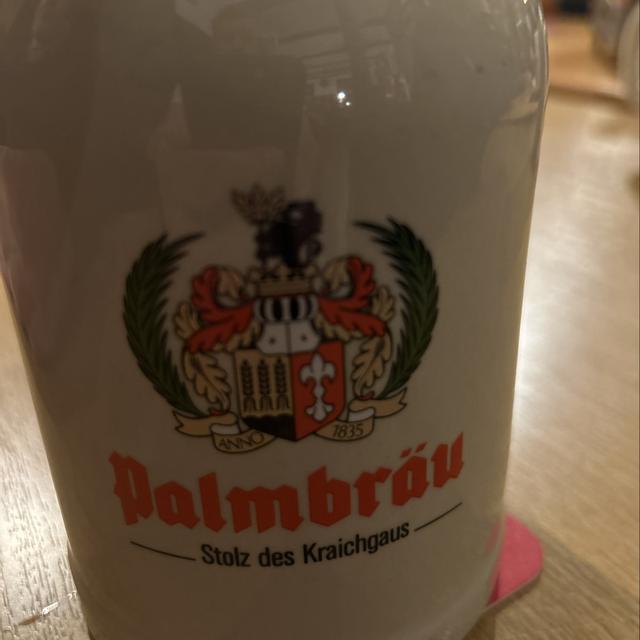 ANNO 1835
Palmbräu
Stolz des Kraichgaus